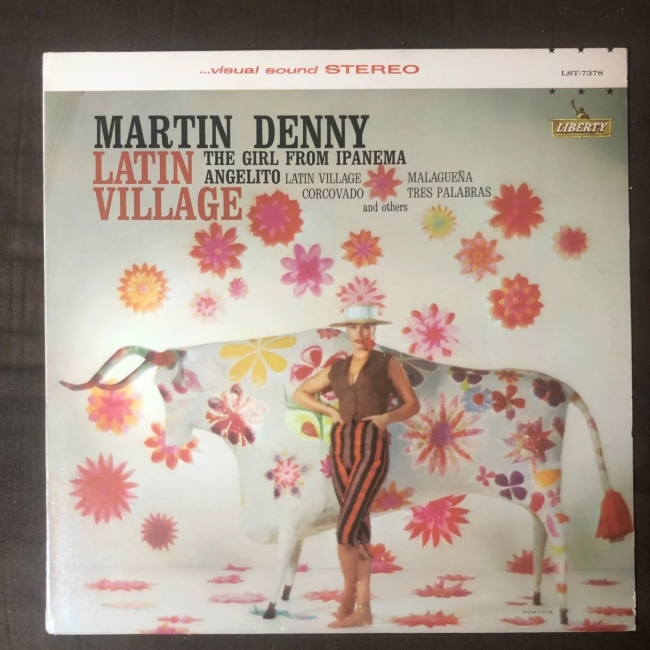 ...visual sound STEREO
LST-7378
LIBERTY
MARTIN DENNY
LATIN THE GIRL FROM IPANEMA
ANGELITO LATIN VILLAGE MALAGUEÑA
VILLAGE CORCOVADO TRES PALABRAS
and others